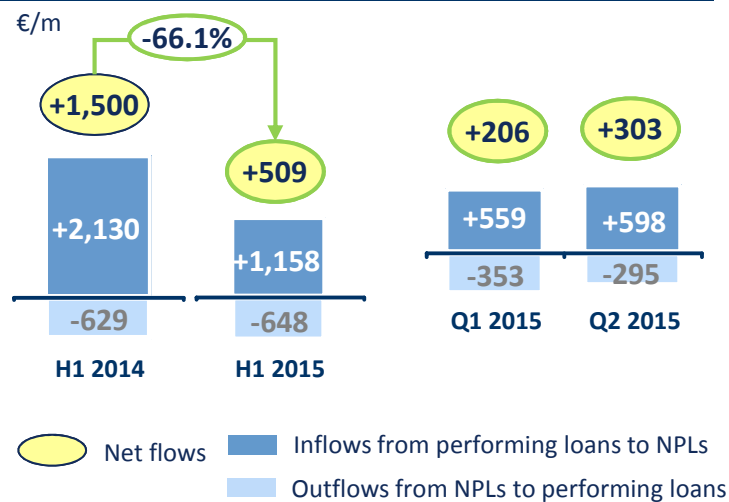 €/m
-66.1%
+1,500
+509
+206
+303
+2,130
+1,158
+559
+598
-629
-648
-353
-295
H1 2014
H1 2015
Q1 2015
Q2 2015
Net flows
Inflows from performing loans to NPLs
Outflows from NPLs to performing loans